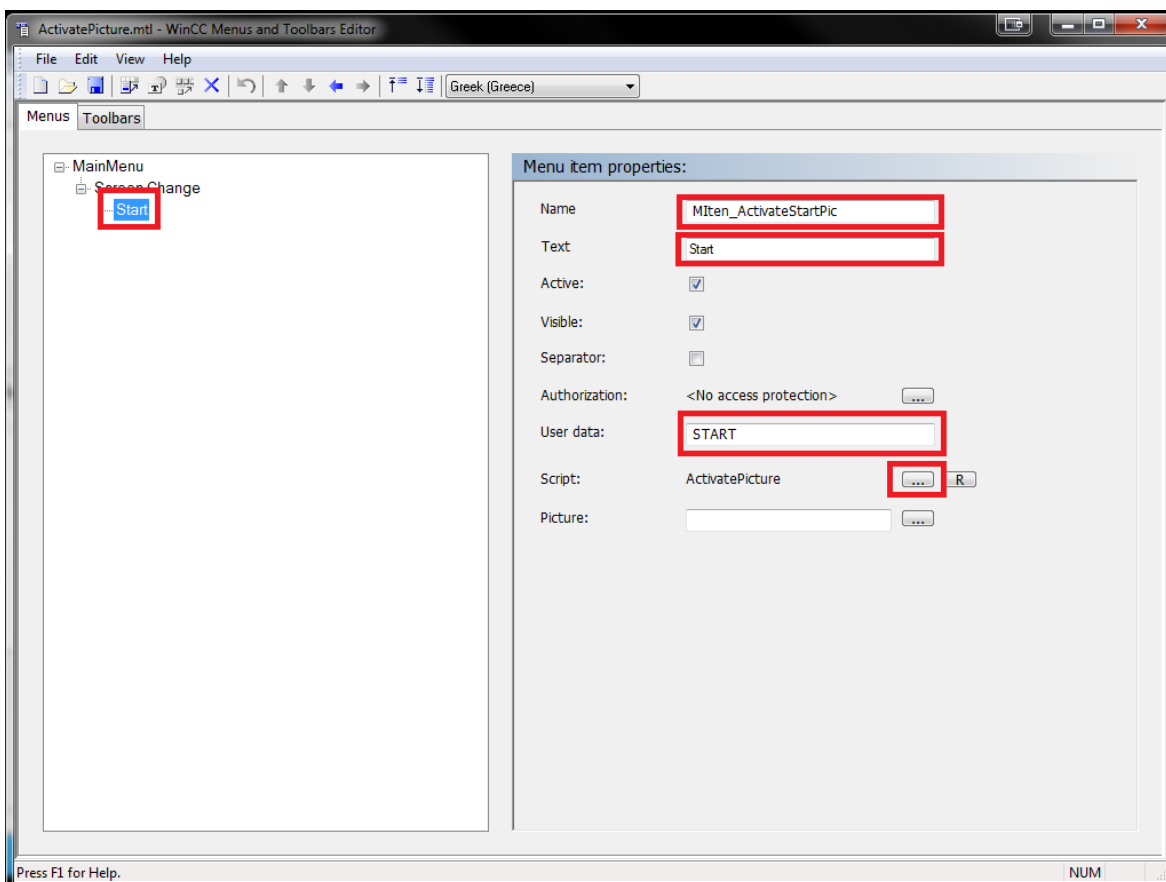 ActivatePicture.mtl - WinCC Menus and Toolbars Editor
File Edit View Help
Greek (Greece)
Menus Toolbars
MainMenu
Screen Change
Start
Menu item properties:
Name MIten_ActivateStartPic
Text Start
Active:
Visible:
Separator:
Authorization: <No access protection> ...
User data: START
Script: ActivatePicture ... R
Picture: ...
Press F1 for Help. NUM